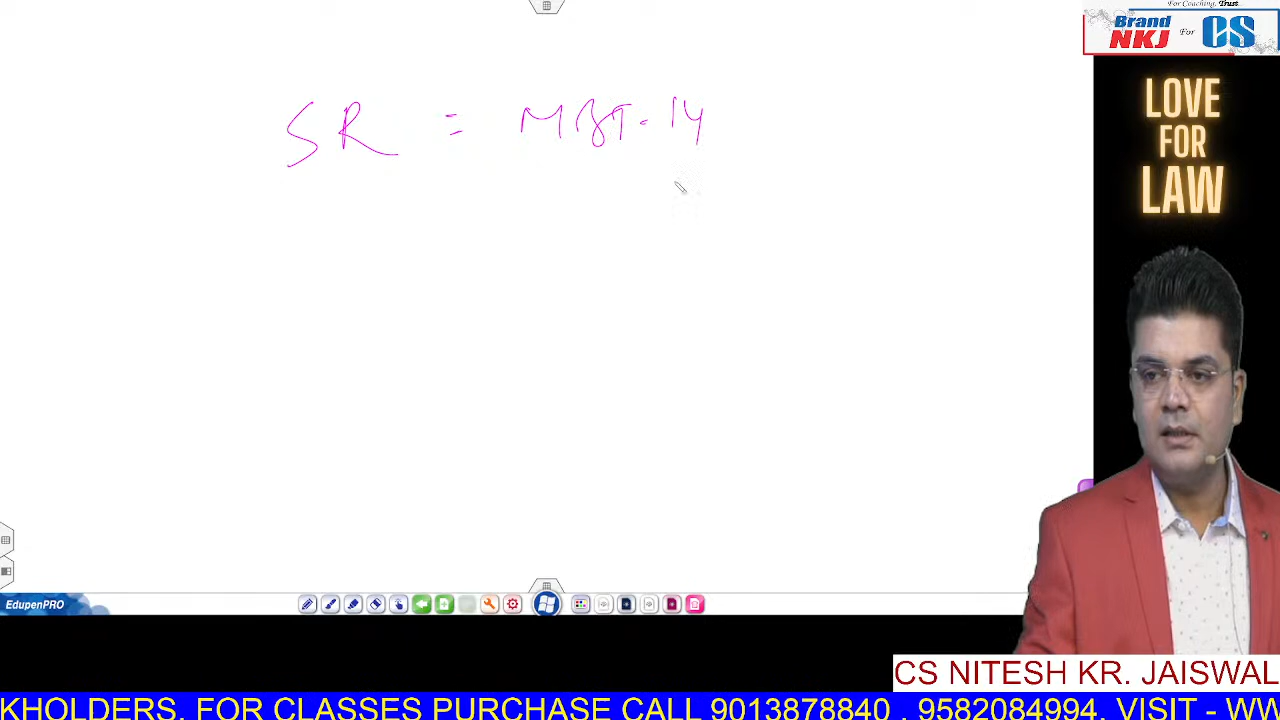 For Coaching, Trust
Brand NKJ For CS
SR = MBT-14
LOVE
FOR
LAW
EdupenPRO
CS NITESH KR. JAISWAL
KHOLDERS. FOR CLASSES PURCHASE CALL 9013878840 , 9582084994, VISIT - WW